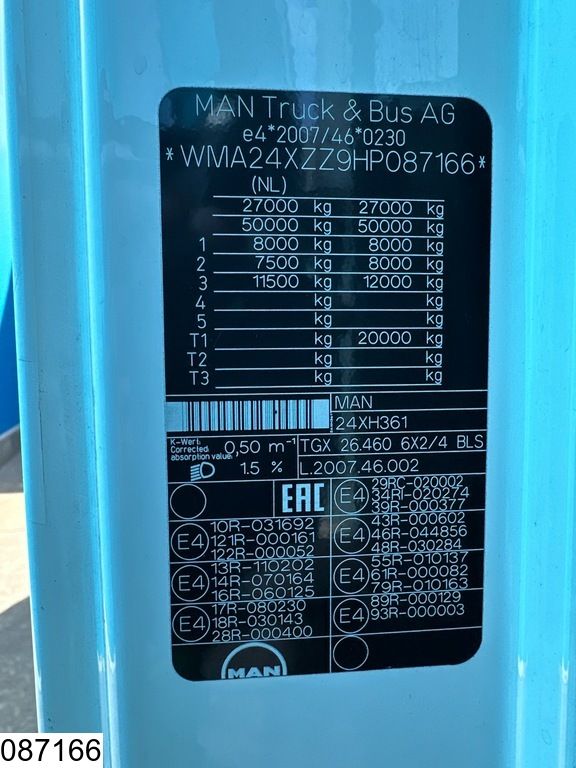 MAN Truck & Bus AG
e4*2007/46*0230
*WMA24XZZ9HP087166*
(NL)
27000 kg 27000 kg
50000 kg 50000 kg
1 8000 kg 8000 kg
2 7500 kg 8000 kg
3 11500 kg 12000 kg
4 kg kg
5 kg kg
T1 kg 20000 kg
T2 kg kg
T3 kg kg
MAN
24XH361
K-Wert:
Corrected
absorption value: 0,50 m⁻¹
TGX 26.460 6X2/4 BLS
1.5 %
L.2007.46.002
EAC
E4 29RC-020002
34RI-020274
39R-000377
E4 10R-031692
121R-000161
122R-000052
E4 43R-000602
46R-044856
48R-030284
E4 13R-110202
14R-070164
16R-060125
E4 55R-010137
61R-000082
79R-010163
E4 17R-080230
18R-030143
28R-000400
E4 89R-000129
93R-000003
MAN
087166